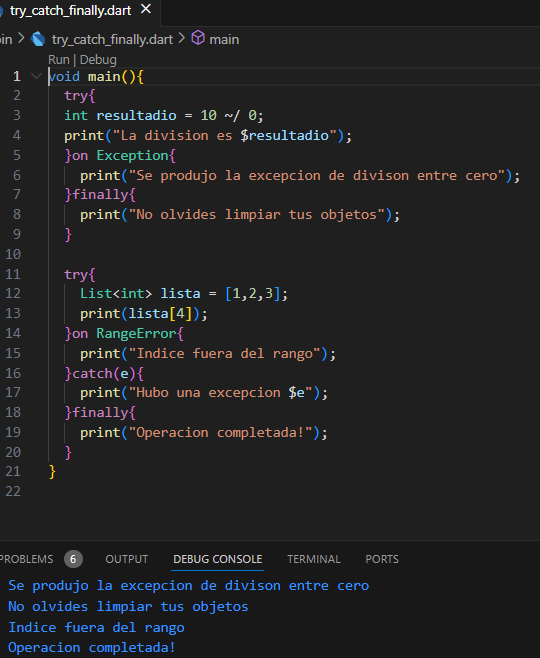 try_catch_finally.dart ×
in > try_catch_finally.dart > main
Run | Debug
1 void main(){
2 try{
3 int resultadio = 10 ~/ 0;
4 print("La division es $resultadio");
5 }on Exception{
6 print("Se produjo la excepcion de divison entre cero");
7 }finally{
8 print("No olvides limpiar tus objetos");
9 }
10
11 try{
12 List<int> lista = [1,2,3];
13 print(lista[4]);
14 }on RangeError{
15 print("Indice fuera del rango");
16 }catch(e){
17 print("Hubo una excepcion $e");
18 }finally{
19 print("Operacion completada!");
20 }
21 }
22
PROBLEMS 6 OUTPUT DEBUG CONSOLE TERMINAL PORTS
Se produjo la excepcion de divison entre cero
No olvides limpiar tus objetos
Indice fuera del rango
Operacion completada!